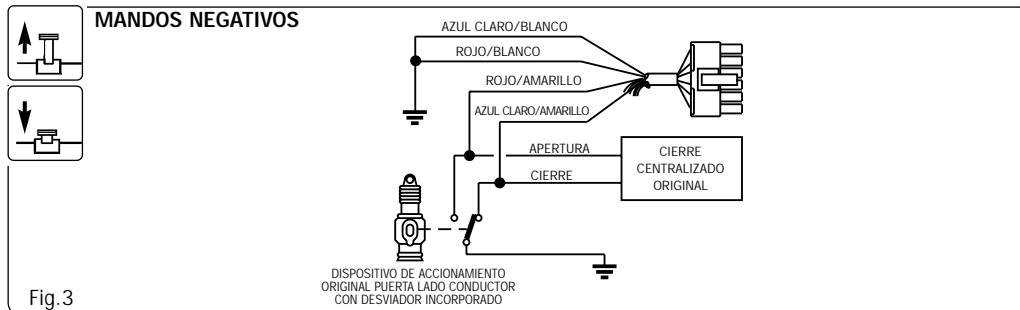 MANDOS NEGATIVOS
AZUL CLARO/BLANCO
ROJO/BLANCO
ROJO/AMARILLO
AZUL CLARO/AMARILLO
APERTURA
CIERRE
CIERRE
CENTRALIZADO
ORIGINAL
DISPOSITIVO DE ACCIONAMIENTO
ORIGINAL PUERTA LADO CONDUCTOR
CON DESVIADOR INCORPORADO
Fig.3